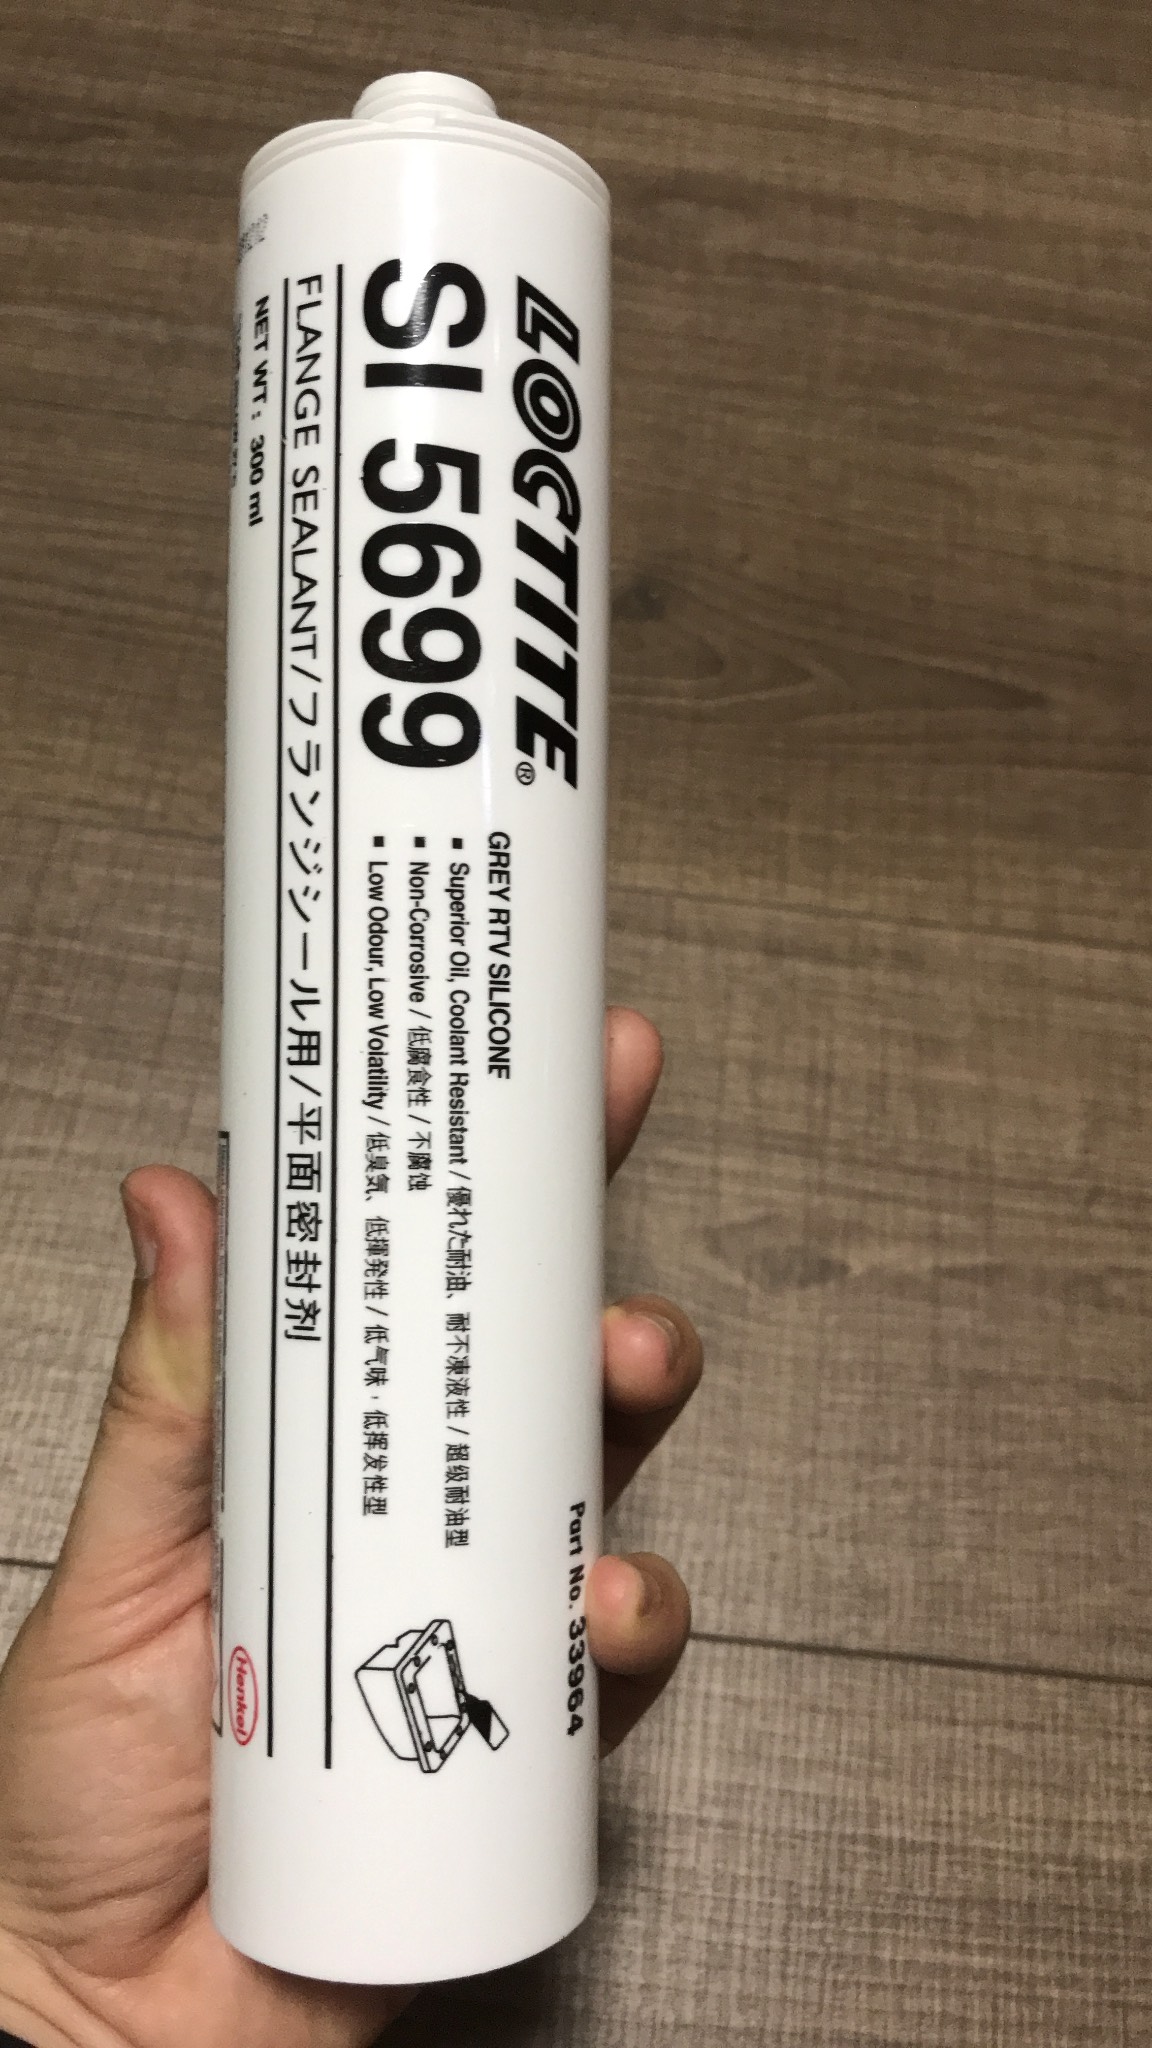 LOCTITE®
SI 5699
GREY RTV SILICONE
▪ Superior Oil, Coolant Resistant / 優れた耐油、耐不凍液性 / 超级耐油型
▪ Non-Corrosive / 低腐食性 / 不腐蚀
▪ Low Odour, Low Volatility / 低臭気、低揮発性 / 低气味，低挥发性型
Part No. 33964
FLANGE SEALANT/フランジシール用/平面密封剂
NET WT: 300 ml
Henkel